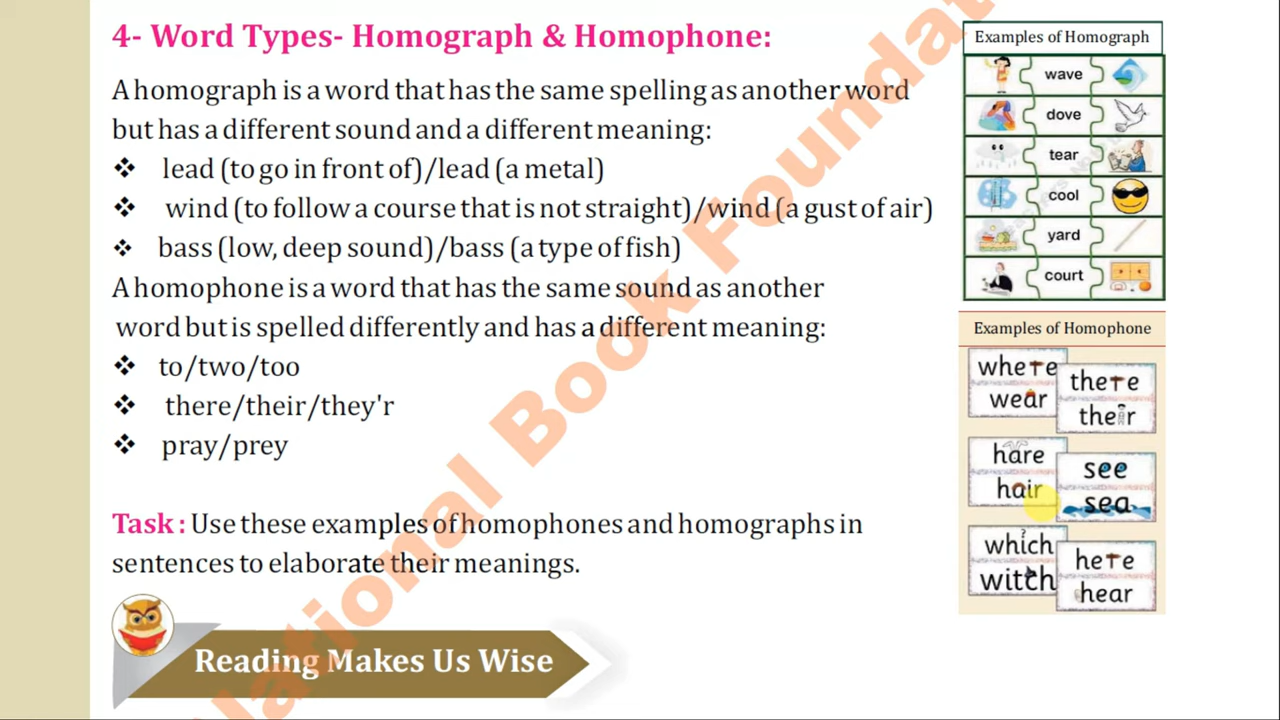 4- Word Types- Homograph & Homophone:
A homograph is a word that has the same spelling as another word
but has a different sound and a different meaning:
❖ lead (to go in front of)/lead (a metal)
❖ wind (to follow a course that is not straight)/wind (a gust of air)
❖ bass (low, deep sound)/bass (a type of fish)
A homophone is a word that has the same sound as another
word but is spelled differently and has a different meaning:
❖ to/two/too
❖ there/their/they'r
❖ pray/prey
Task : Use these examples of homophones and homographs in
sentences to elaborate their meanings.
Reading Makes Us Wise
Examples of Homograph
wave
dove
tear
cool
yard
court
Examples of Homophone
where
wear
there
their
hare
hair
see
sea
which
witch
here
hear
National Book Foundation